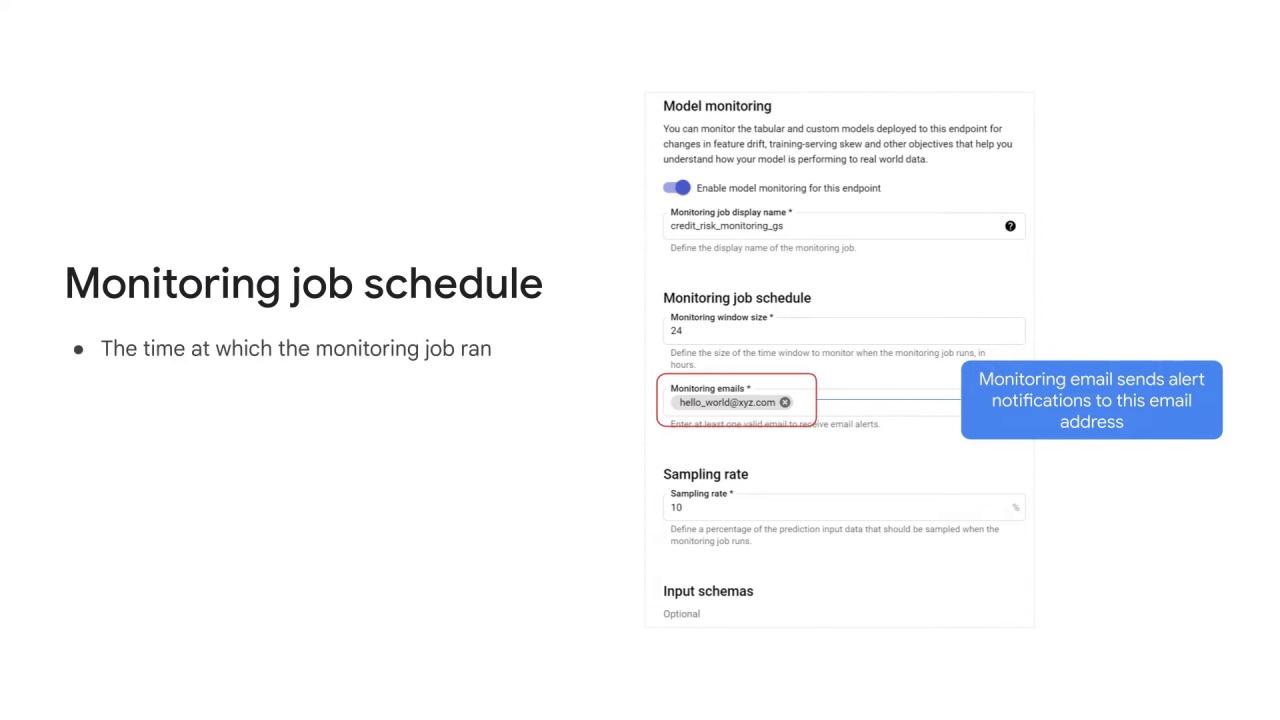 Monitoring job schedule
● The time at which the monitoring job ran
Model monitoring
You can monitor the tabular and custom models deployed to this endpoint for
changes in feature drift, training-serving skew and other objectives that help you
understand how your model is performing to real world data.
Enable model monitoring for this endpoint
Monitoring job display name *
credit_risk_monitoring_gs
Define the display name of the monitoring job.
Monitoring job schedule
Monitoring window size *
24
Define the size of the time window to monitor when the monitoring job runs, in
hours.
Monitoring emails *
hello_world@xyz.com
Enter at least one valid email to receive email alerts.
Monitoring email sends alert
notifications to this email
address
Sampling rate
Sampling rate *
10
%
Define a percentage of the prediction input data that should be sampled when the
monitoring job runs.
Input schemas
Optional